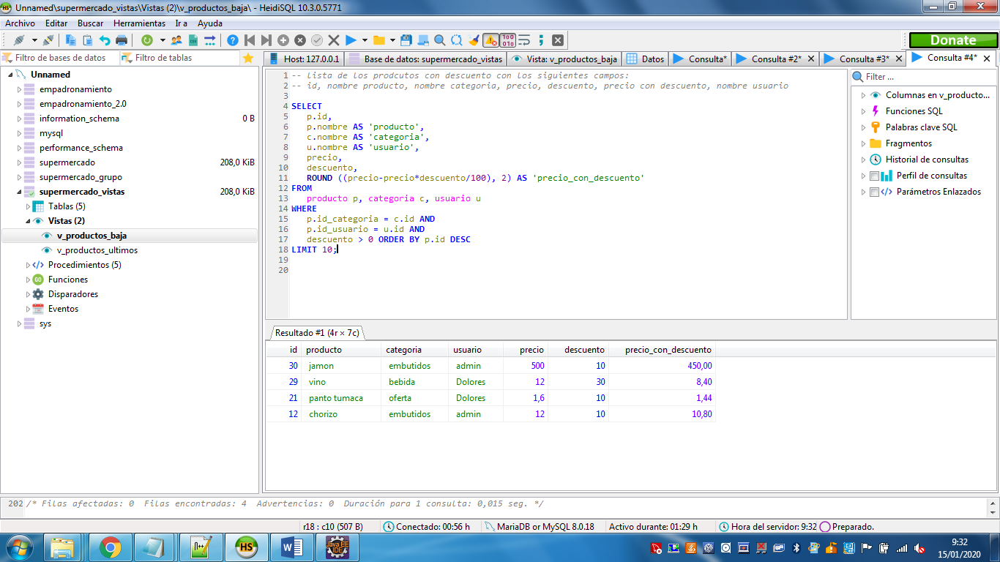 Unnamed\supermercado_vistas\Vistas (2)\v_productos_baja\ - HeidiSQL 10.3.0.5771
Archivo Editar Buscar Herramientas Ir a Ayuda
Donate
Filtro de bases de datos Filtro de tablas
Host: 127.0.0.1 Base de datos: supermercado_vistas Vista: v_productos_baja Datos Consulta* Consulta #2* Consulta #3* Consulta #4*
Unnamed
empadronamiento
empadronamiento_2.0
information_schema 0 B
mysql
performance_schema
supermercado 208,0 KiB
supermercado_grupo
supermercado_vistas 208,0 KiB
Tablas (5)
Vistas (2)
v_productos_baja
v_productos_ultimos
Procedimientos (5)
Funciones
Disparadores
Eventos
sys
1 -- lista de los prodcutos con descuento con los siguientes campos:
2 -- id, nombre producto, nombre categoria, precio, descuento, precio con descuento, nombre usuario
3
4 SELECT
5 p.id,
6 p.nombre AS 'producto',
7 c.nombre AS 'categoria',
8 u.nombre AS 'usuario',
9 precio,
10 descuento,
11 ROUND ((precio-precio*descuento/100), 2) AS 'precio_con_descuento'
12 FROM
13 producto p, categoria c, usuario u
14 WHERE
15 p.id_categoria = c.id AND
16 p.id_usuario = u.id AND
17 descuento > 0 ORDER BY p.id DESC
18 LIMIT 10;
19
20
Filter ...
Columnas en v_producto...
Funciones SQL
Palabras clave SQL
Fragmentos
Historial de consultas
Perfil de consultas
Parámetros Enlazados
Resultado #1 (4r × 7c)
id producto categoria usuario precio descuento precio_con_descuento
30 jamon embutidos admin 500 10 450,00
29 vino bebida Dolores 12 30 8,40
21 panto tumaca oferta Dolores 1,6 10 1,44
12 chorizo embutidos admin 12 10 10,80
202 /* Filas afectadas: 0 Filas encontradas: 4 Advertencias: 0 Duración para 1 consulta: 0,015 seg. */
r18 : c10 (507 B) Conectado: 00:56 h MariaDB or MySQL 8.0.18 Activo durante: 01:29 h Hora del servidor: 9:32 Preparado.
HS
Java EE
IDE
9:32
15/01/2020